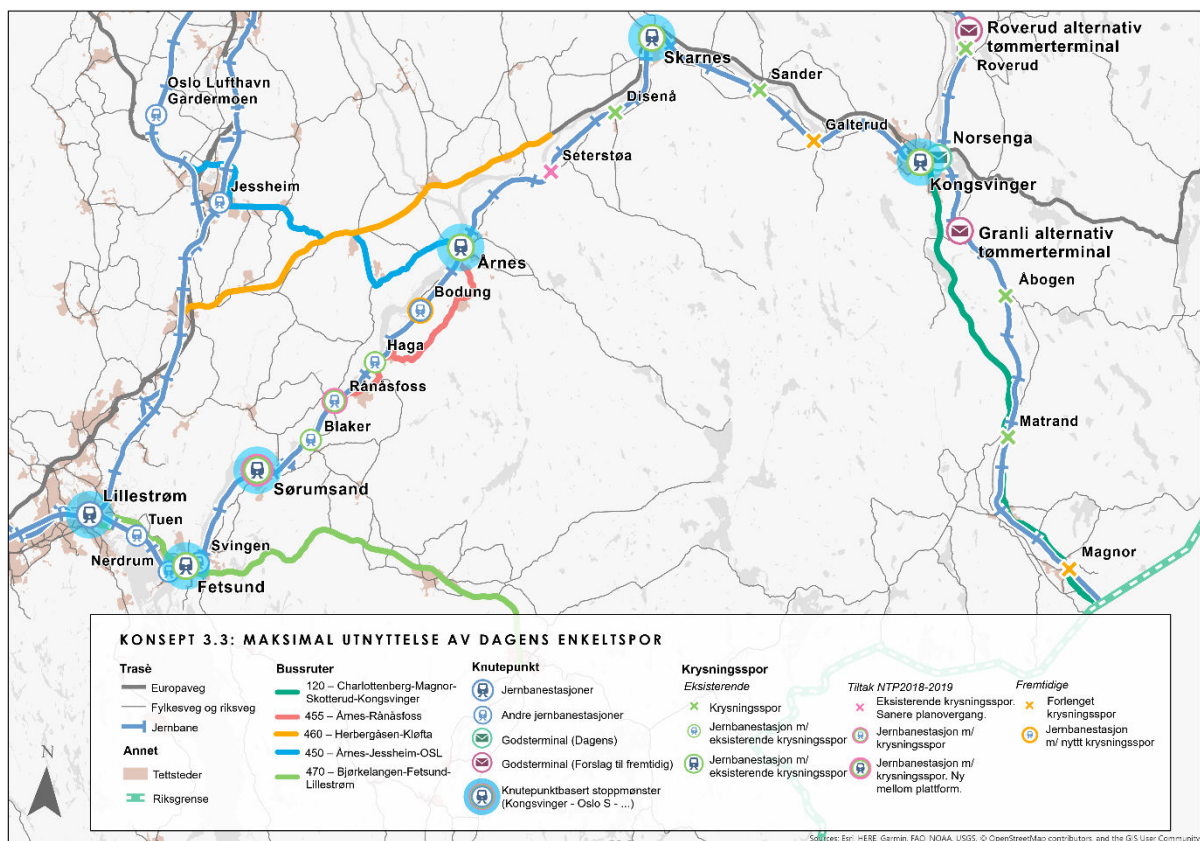 Roverud alternativ
tømmerterminal
Roverud
Skarnes
Sander
Oslo Lufthavn
Gardermoen
Disenå
Galterud
Norsenga
Seterstøa
Kongsvinger
Jessheim
Granli alternativ
tømmerterminal
Årnes
Åbogen
Bodung
Haga
Rånåsfoss
Blaker
Matrand
Sørumsand
Lillestrøm
Tuen
Svingen
Nerdrum
Magnor
Fetsund
KONSEPT 3.3: MAKSIMAL UTNYTTELSE AV DAGENS ENKELTSPOR
Trasè
Europaveg
Fylkesveg og riksveg
Jernbane
Annet
Tettsteder
Riksgrense
N
Bussruter
120 – Charlottenberg-Magnor-
Skotterud-Kongsvinger
455 – Årnes-Rånåsfoss
460 – Herbergåsen-Kløfta
450 – Årnes-Jessheim-OSL
470 – Bjørkelangen-Fetsund-
Lillestrøm
Knutepunkt
Jernbanestasjoner
Andre jernbanestasjoner
Godsterminal (Dagens)
Godsterminal (Forslag til fremtidig)
Knutepunktbasert stoppmønster
(Kongsvinger - Oslo S - ...)
Krysningsspor
Eksisterende
Krysningsspor
Jernbanestasjon m/
eksisterende krysningsspor
Jernbanestasjon m/
eksisterende krysningsspor
Tiltak NTP2018-2019
Eksisterende krysningsspor.
Sanere planovergang.
Jernbanestasjon m/
krysningsspor
Jernbanestasjon m/
krysningsspor. Ny
mellom plattform.
Fremtidige
Forlenget
krysningsspor
Jernbanestasjon
m/ nyttt krysningsspor
Sources: Esri, HERE, Garmin, FAO, NOAA, USGS, © OpenStreetMap contributors, and the GIS User Community